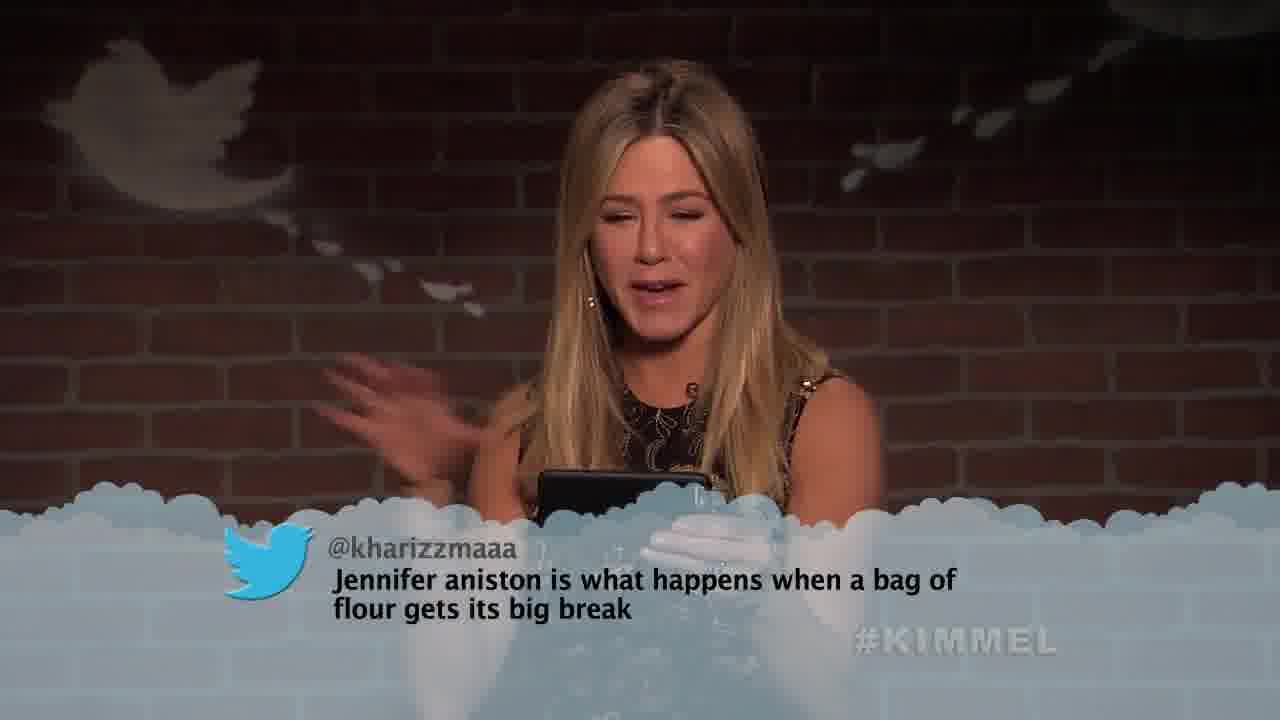 @kharizzmaaa
Jennifer aniston is what happens when a bag of
flour gets its big break
#KIMMEL